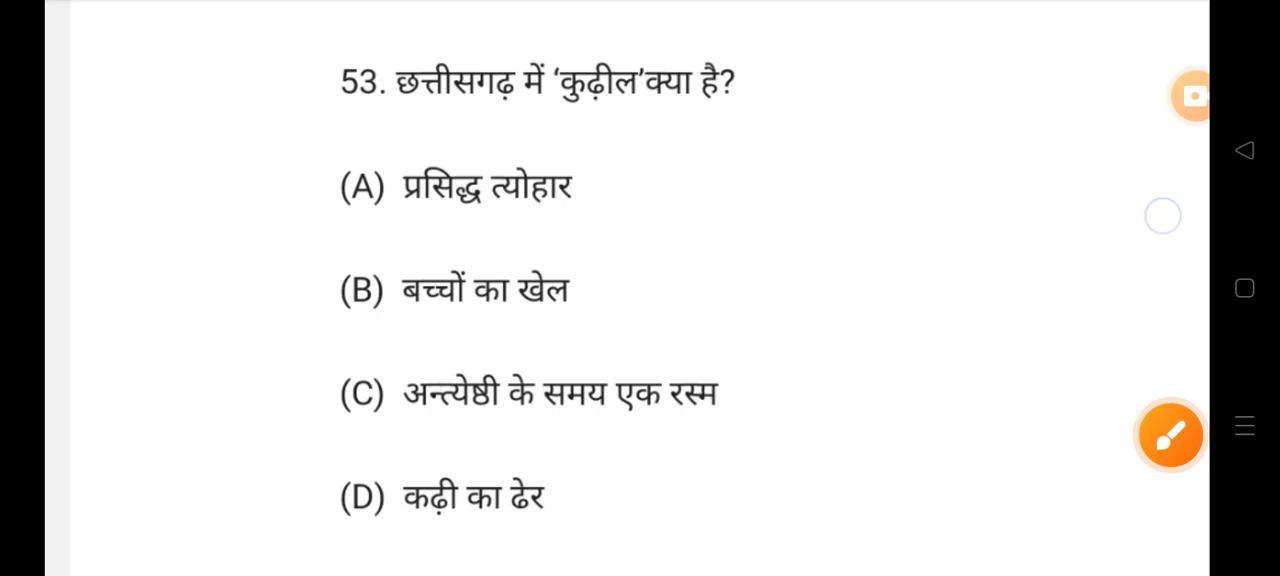 53. छत्तीसगढ़ में ‘कुढ़ील’क्या है?
(A) प्रसिद्ध त्योहार
(B) बच्चों का खेल
(C) अन्त्येष्ठी के समय एक रस्म
(D) कढ़ी का ढेर